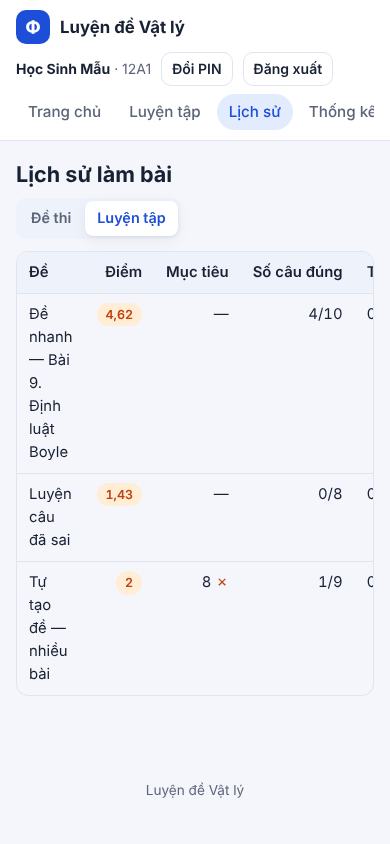 Φ Luyện đề Vật lý
Học Sinh Mẫu · 12A1 Đổi PIN Đăng xuất
Trang chủ Luyện tập Lịch sử Thống kê
Lịch sử làm bài
Đề thi Luyện tập
Đề Điểm Mục tiêu Số câu đúng
Đề 4,62 — 4/10
nhanh
— Bài
9.
Định
luật
Boyle
Luyện 1,43 — 0/8
câu
đã sai
Tự 2 8 × 1/9
tạo
đề —
nhiều
bài
Luyện đề Vật lý